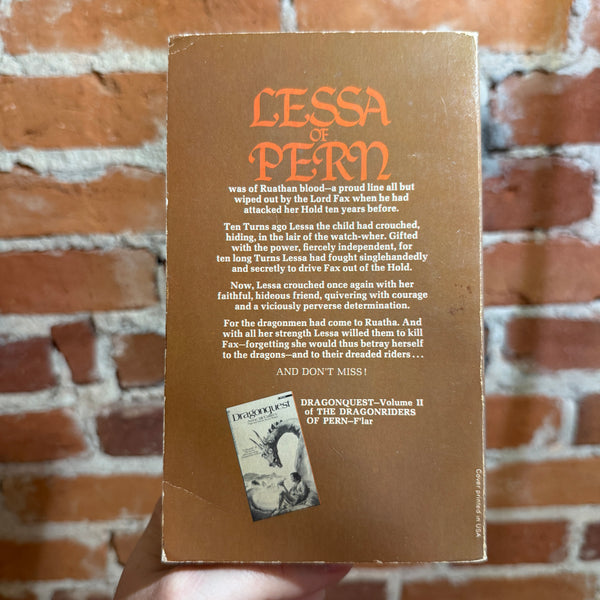 LESSA
OF
PERN
was of Ruathan blood—a proud line all but
wiped out by the Lord Fax when he had
attacked her Hold ten years before.
Ten Turns ago Lessa the child had crouched,
hiding, in the lair of the watch-wher. Gifted
with the power, fiercely independent, for
ten long Turns Lessa had fought singlehandedly
and secretly to drive Fax out of the Hold.
Now, Lessa crouched once again with her
faithful, hideous friend, quivering with courage
and a viciously perverse determination.
For the dragonmen had come to Ruatha. And
with all her strength Lessa willed them to kill
Fax—forgetting she would thus betray herself
to the dragons—and to their dreaded riders...
AND DON'T MISS!
DRAGONQUEST—Volume II
of THE DRAGONRIDERS
OF PERN—F'lar
Dragonquest
Cover printed in USA